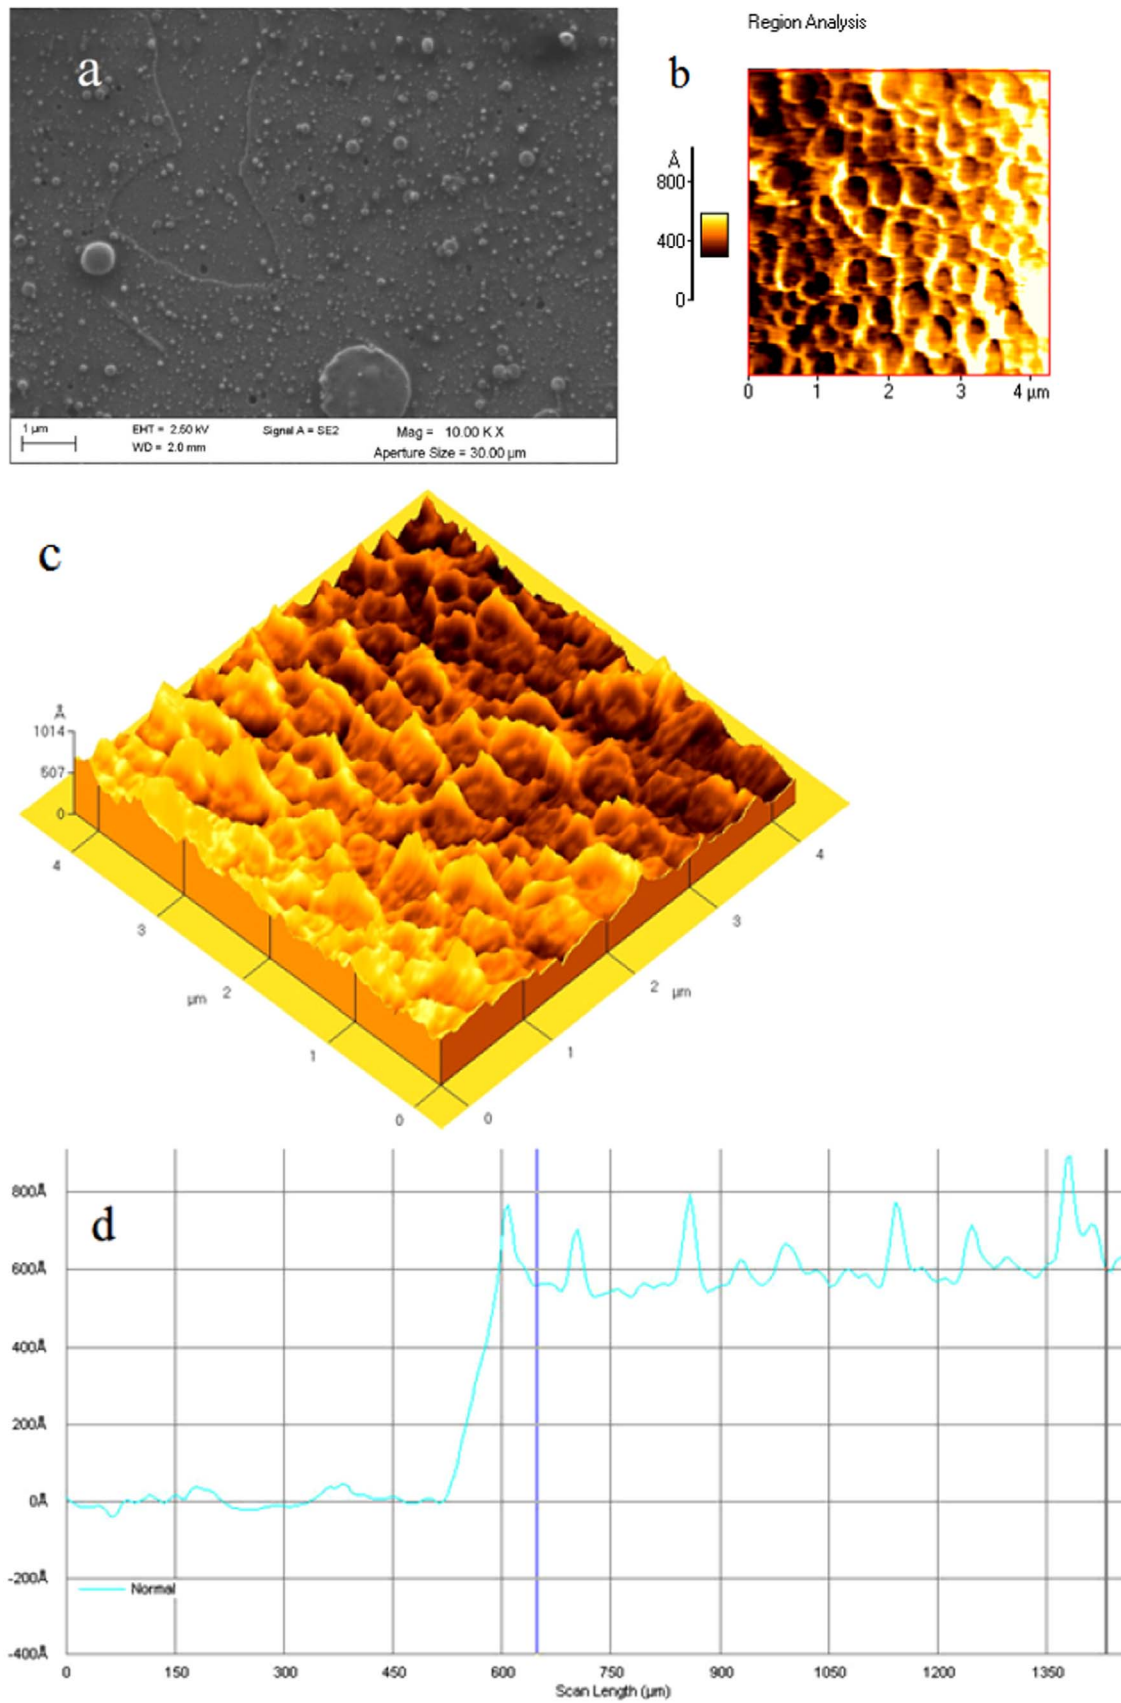 a
1 µm
EHT = 2.50 kV
Signal A = SE2
Mag = 10.00 K X
WD = 2.0 mm
Aperture Size = 30.00 µm
Region Analysis
b
Å
800
400
0
0 1 2 3 4 µm
c
Å
1014
507
0
4
3
µm 2
1
0
0
1
2 µm
3
4
d
800Å
600Å
400Å
200Å
0Å
-200Å
-400Å
Normal
0 150 300 450 600 750 900 1050 1200 1350
Scan Length (µm)